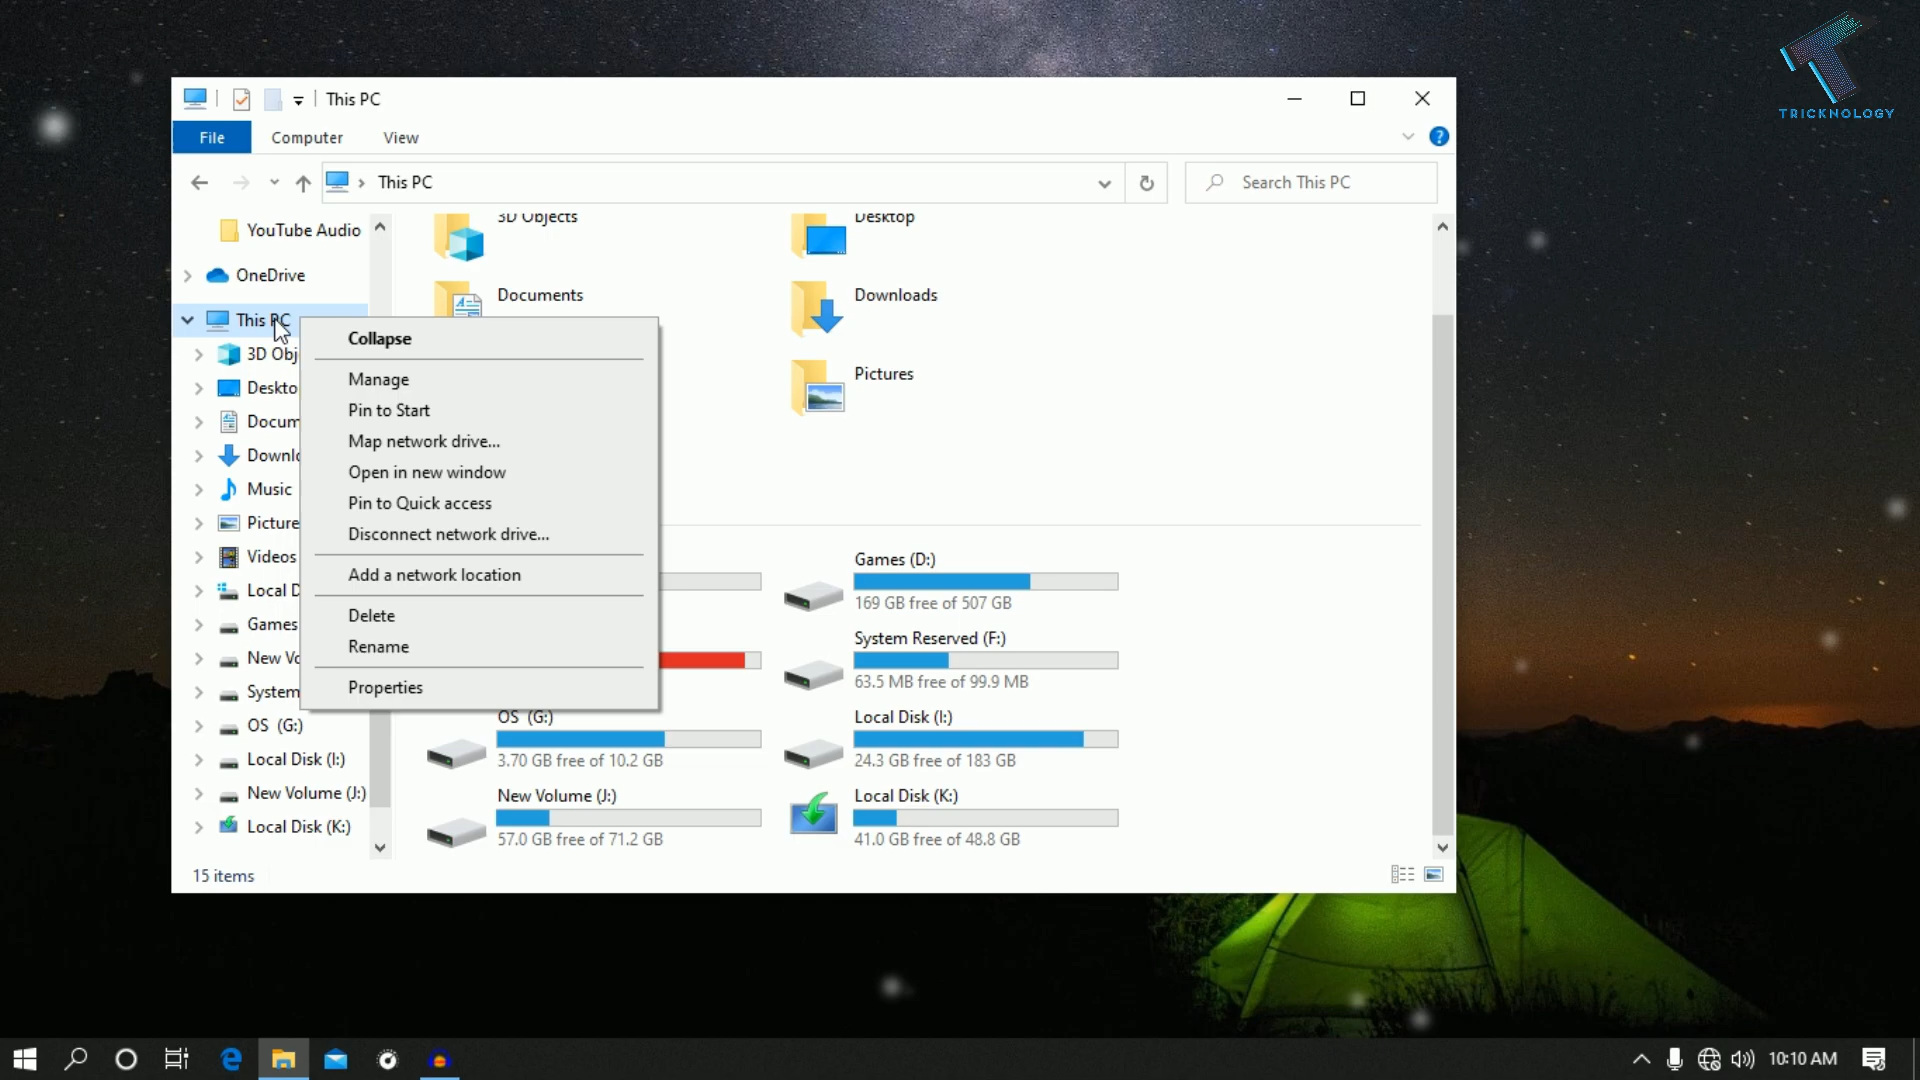 TRICKNOLOGY
This PC
File
Computer
View
This PC
Search This PC
YouTube Audio
OneDrive
This PC
3D Obj
Deskto
Docum
Downlo
Music
Picture
Videos
Local D
Games
New Vo
System
OS (G:)
Local Disk (I:)
New Volume (J:)
Local Disk (K:)
Collapse
Manage
Pin to Start
Map network drive...
Open in new window
Pin to Quick access
Disconnect network drive...
Add a network location
Delete
Rename
Properties
3D Objects
Desktop
Documents
Downloads
Pictures
Games (D:)
169 GB free of 507 GB
System Reserved (F:)
63.5 MB free of 99.9 MB
OS (G:)
3.70 GB free of 10.2 GB
Local Disk (I:)
24.3 GB free of 183 GB
New Volume (J:)
57.0 GB free of 71.2 GB
Local Disk (K:)
41.0 GB free of 48.8 GB
15 items
10:10 AM